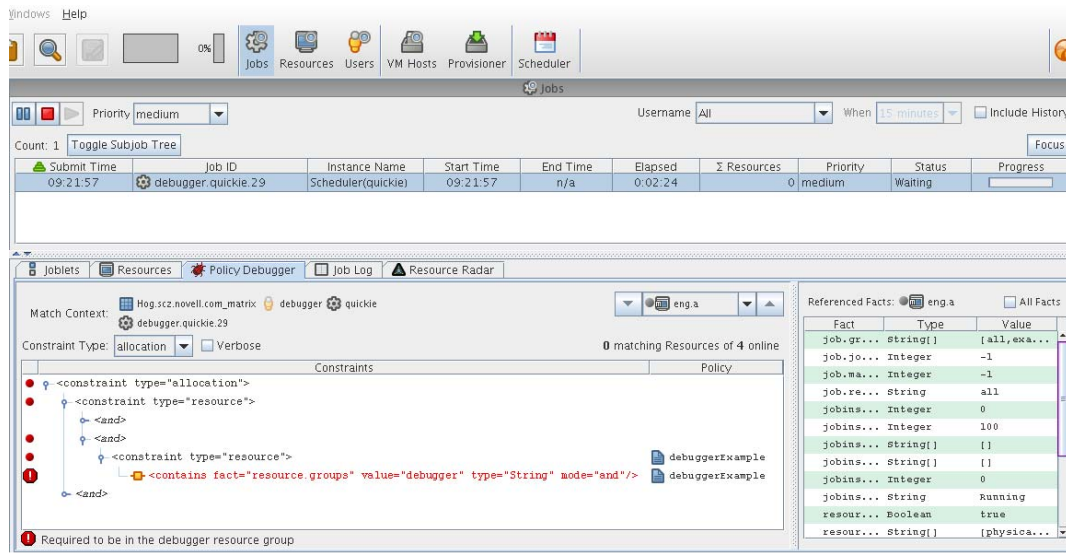 Windows Help
0%
Jobs Resources Users VM Hosts Provisioner Scheduler
Jobs
Priority medium Username All When 15 minutes Include History
Count: 1 Toggle Subjob Tree Focus
Submit Time Job ID Instance Name Start Time End Time Elapsed Σ Resources Priority Status Progress
09:21:57 debugger.quickie.29 Scheduler(quickie) 09:21:57 n/a 0:02:24 0 medium Waiting
Joblets Resources Policy Debugger Job Log Resource Radar
Match Context: Hog.scz.novell.com_matrix debugger quickie eng.a
debugger.quickie.29
Constraint Type: allocation Verbose 0 matching Resources of 4 online
Constraints Policy
<constraint type="allocation">
<constraint type="resource">
<and>
<and>
<constraint type="resource"> debuggerExample
<contains fact="resource.groups" value="debugger" type="String" mode="and"/> debuggerExample
<and>
Required to be in the debugger resource group
Referenced Facts: eng.a All Facts
Fact Type Value
job.gr... String[] [all,exa...
job.jo... Integer -1
job.ma... Integer -1
job.re... String all
jobins... Integer 0
jobins... Integer 100
jobins... String[] []
jobins... String[] []
jobins... Integer 0
jobins... String Running
resour... Boolean true
resour... String[] [physica...